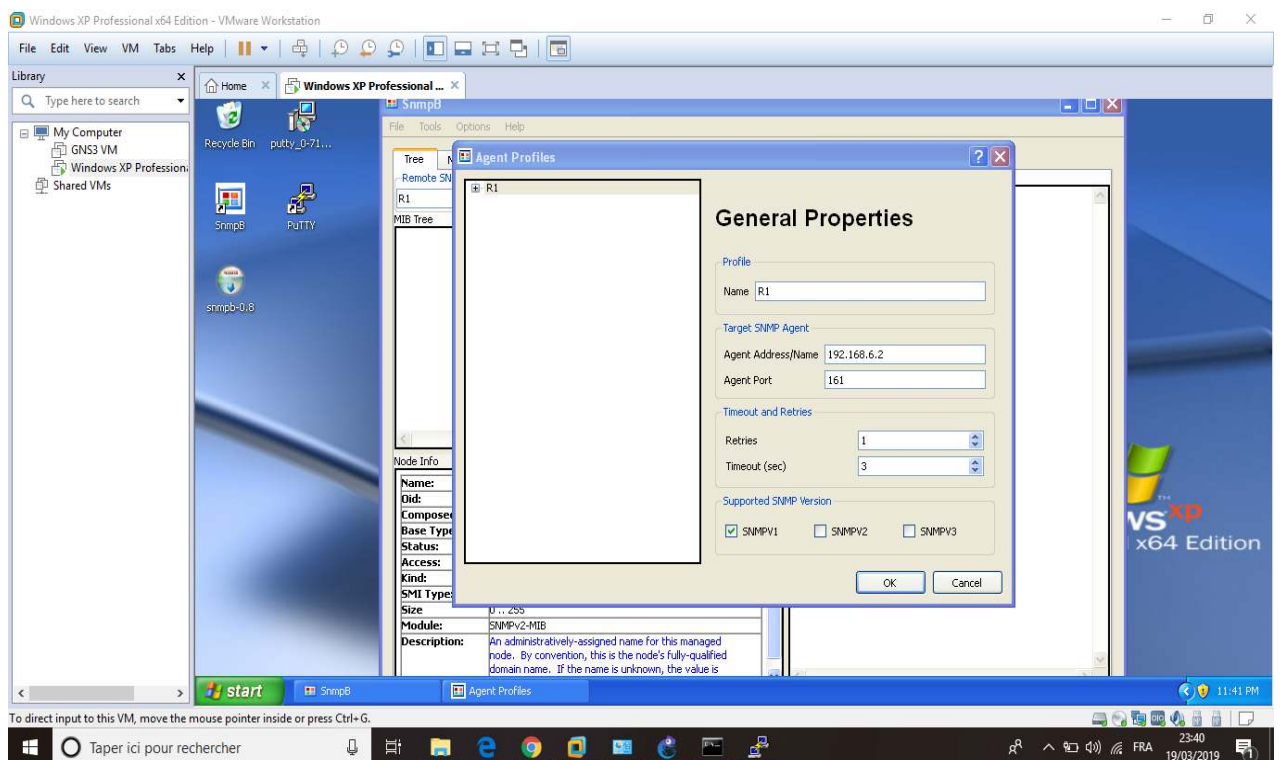 Windows XP Professional x64 Edition - VMware Workstation
File Edit View VM Tabs Help
Library
Type here to search
My Computer
GNS3 VM
Windows XP Profession
Shared VMs
Home
Windows XP Professional ...
Recycle Bin
putty_0-71...
SnmpB
PuTTY
snmpb-0.8
SnmpB
File Tools Options Help
Tree
Remote SN
R1
MIB Tree
Node Info
Name:
Oid:
Compose
Base Type
Status:
Access:
Kind:
SMI Type:
Size 0 .. 255
Module: SNMPv2-MIB
Description: An administratively-assigned name for this managed
node. By convention, this is the node's fully-qualified
domain name. If the name is unknown, the value is
Agent Profiles
R1
General Properties
Profile
Name R1
Target SNMP Agent
Agent Address/Name 192.168.6.2
Agent Port 161
Timeout and Retries
Retries 1
Timeout (sec) 3
Supported SNMP Version
SNMPV1 SNMPV2 SNMPV3
OK Cancel
xp
x64 Edition
start
SnmpB
Agent Profiles
11:41 PM
To direct input to this VM, move the mouse pointer inside or press Ctrl+G.
Taper ici pour rechercher
FRA
23:40
19/03/2019